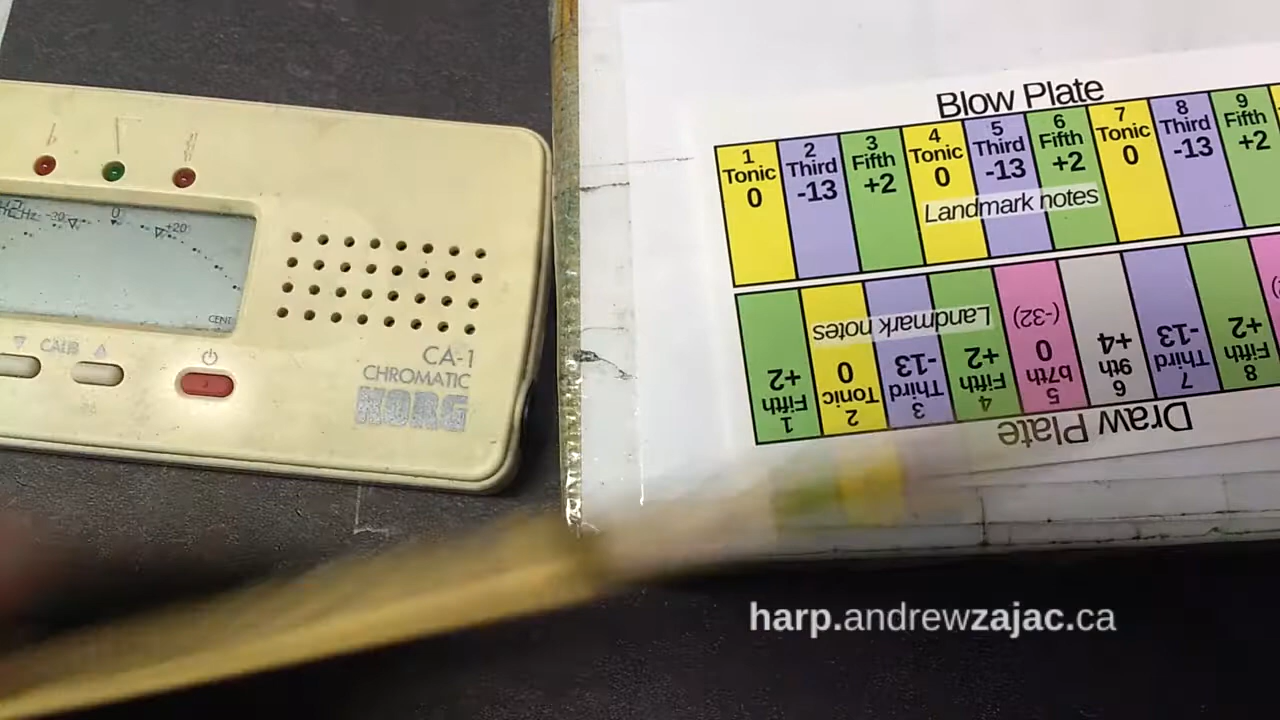 -30 0 +20
CENT
CALIB
CA-1
CHROMATIC
KORG
Blow Plate
1 2 3 4 5 6 7 8 9
Tonic Third Fifth Tonic Third Fifth Tonic Third Fifth
0 -13 +2 0 -13 +2 0 -13 +2
Landmark notes
Draw Plate
1 2 3 4 5 6 7 8
Fifth Tonic Third Fifth b7th 9th Third Fifth
+2 0 -13 +2 0 +4 -13 +2
(-32)
Landmark notes
harp.andrewzajac.ca